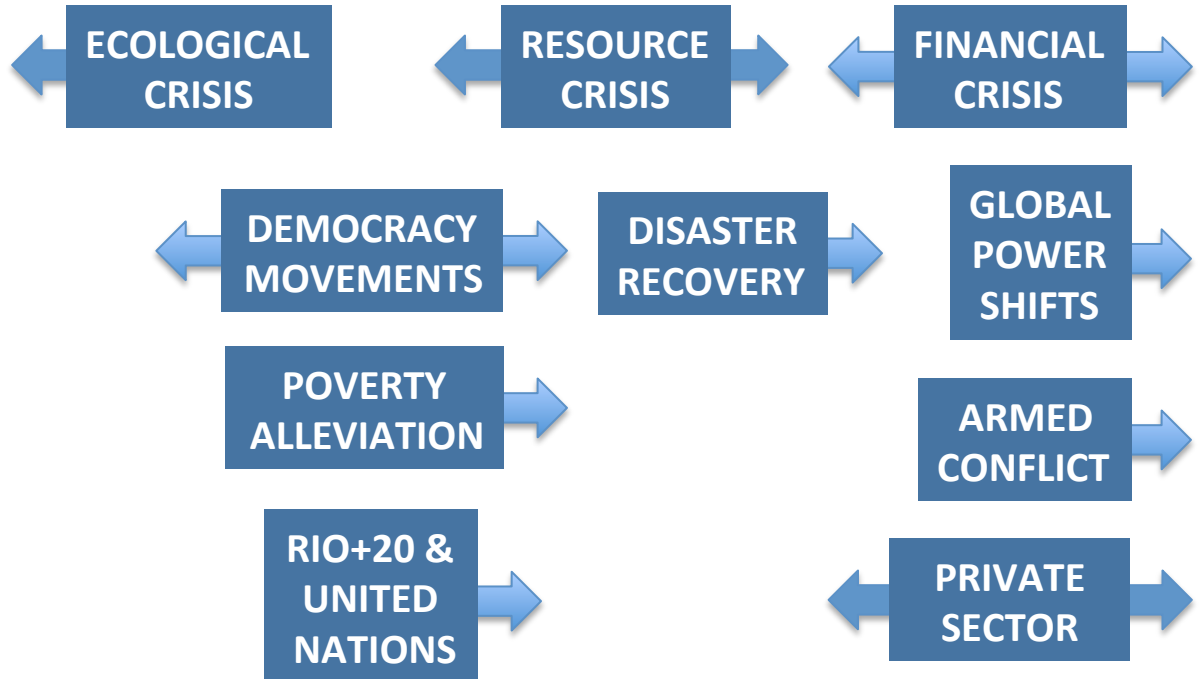 ECOLOGICAL
CRISIS
RESOURCE
CRISIS
FINANCIAL
CRISIS
DEMOCRACY
MOVEMENTS
DISASTER
RECOVERY
GLOBAL
POWER
SHIFTS
POVERTY
ALLEVIATION
ARMED
CONFLICT
RIO+20 &
UNITED
NATIONS
PRIVATE
SECTOR